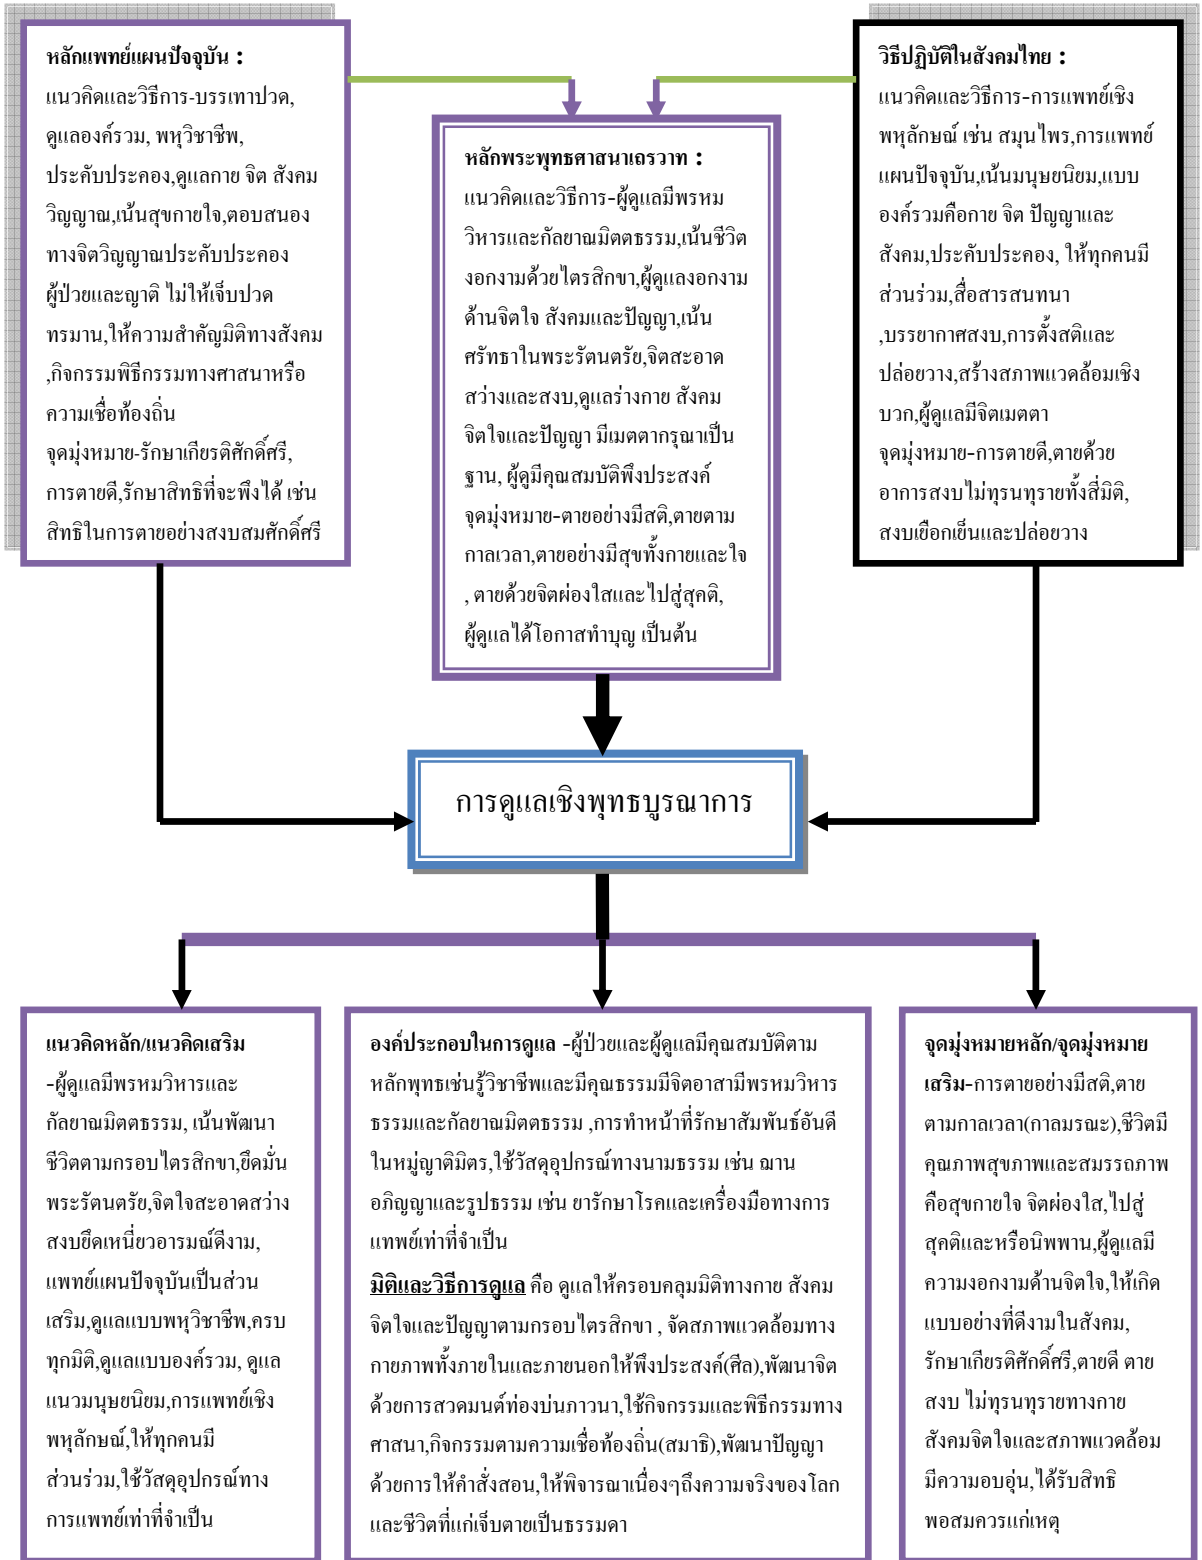 หลักแพทย์แผนปัจจุบัน :
แนวคิดและวิธีการ-บรรเทาปวด,
ดูแลองค์รวม, พหุวิชาชีพ,
ประคับประคอง,ดูแลกาย จิต สังคม
วิญญาณ,เน้นสุขกายใจ,ตอบสนอง
ทางจิตวิญญาณประคับประคอง
ผู้ป่วยและญาติ ไม่ให้เจ็บปวด
ทรมาน,ให้ความสำคัญมิติทางสังคม
,กิจกรรมพิธีกรรมทางศาสนาหรือ
ความเชื่อท้องถิ่น
จุดมุ่งหมาย-รักษาเกียรติศักดิ์ศรี,
การตายดี,รักษาสิทธิที่จะพึงได้ เช่น
สิทธิในการตายอย่างสงบสมศักดิ์ศรี
หลักพระพุทธศาสนาเถรวาท :
แนวคิดและวิธีการ-ผู้ดูแลมีพรหม
วิหารและกัลยาณมิตตธรรม,เน้นชีวิต
งอกงามด้วยไตรสิกขา,ผู้ดูแลงอกงาม
ด้านจิตใจ สังคมและปัญญา,เน้น
ศรัทธาในพระรัตนตรัย,จิตสะอาด
สว่างและสงบ,ดูแลร่างกาย สังคม
จิตใจและปัญญา มีเมตตากรุณาเป็น
ฐาน, ผู้ดูมีคุณสมบัติพึงประสงค์
จุดมุ่งหมาย-ตายอย่างมีสติ,ตายตาม
กาลเวลา,ตายอย่างมีสุขทั้งกายและใจ
, ตายด้วยจิตผ่องใสและไปสู่สุคติ,
ผู้ดูแลได้โอกาสทำบุญ เป็นต้น
วิธีปฏิบัติในสังคมไทย :
แนวคิดและวิธีการ-การแพทย์เชิง
พหุลักษณ์ เช่น สมุนไพร,การแพทย์
แผนปัจจุบัน,เน้นมนุษยนิยม,แบบ
องค์รวมคือกาย จิต ปัญญาและ
สังคม,ประคับประคอง, ให้ทุกคนมี
ส่วนร่วม,สื่อสารสนทนา
,บรรยากาศสงบ,การตั้งสติและ
ปล่อยวาง,สร้างสภาพแวดล้อมเชิง
บวก,ผู้ดูแลมีจิตเมตตา
จุดมุ่งหมาย-การตายดี,ตายด้วย
อาการสงบไม่ทุรนทุรายทั้งสี่มิติ,
สงบเยือกเย็นและปล่อยวาง
การดูแลเชิงพุทธบูรณาการ
แนวคิดหลัก/แนวคิดเสริม
-ผู้ดูแลมีพรหมวิหารและ
กัลยาณมิตตธรรม, เน้นพัฒนา
ชีวิตตามกรอบไตรสิกขา,ยึดมั่น
พระรัตนตรัย,จิตใจสะอาดสว่าง
สงบยึดเหนี่ยวอารมณ์ดีงาม,
แพทย์แผนปัจจุบันเป็นส่วน
เสริม,ดูแลแบบพหุวิชาชีพ,ครบ
ทุกมิติ,ดูแลแบบองค์รวม, ดูแล
แนวมนุษยนิยม,การแพทย์เชิง
พหุลักษณ์,ให้ทุกคนมี
ส่วนร่วม,ใช้วัสดุอุปกรณ์ทาง
การแพทย์เท่าที่จำเป็น
องค์ประกอบในการดูแล -ผู้ป่วยและผู้ดูแลมีคุณสมบัติตาม
หลักพุทธเช่นรู้วิชาชีพและมีคุณธรรมมีจิตอาสามีพรหมวิหาร
ธรรมและกัลยาณมิตตธรรม ,การทำหน้าที่รักษาสัมพันธ์อันดี
ในหมู่ญาติมิตร,ใช้วัสดุอุปกรณ์ทางนามธรรม เช่น ฌาน
อภิญญาและรูปธรรม เช่น ยารักษาโรคและเครื่องมือทางการ
แทพย์เท่าที่จำเป็น
มิติและวิธีการดูแล คือ ดูแลให้ครอบคลุมมิติทางกาย สังคม
จิตใจและปัญญาตามกรอบไตรสิกขา , จัดสภาพแวดล้อมทาง
กายภาพทั้งภายในและภายนอกให้พึงประสงค์(ศีล),พัฒนาจิต
ด้วยการสวดมนต์ท่องบ่นภาวนา,ใช้กิจกรรมและพิธีกรรมทาง
ศาสนา,กิจกรรมตามความเชื่อท้องถิ่น(สมาธิ),พัฒนาปัญญา
ด้วยการให้คำสั่งสอน,ให้พิจารณาเนื่องๆถึงความจริงของโลก
และชีวิตที่แก่เจ็บตายเป็นธรรมดา
จุดมุ่งหมายหลัก/จุดมุ่งหมาย
เสริม-การตายอย่างมีสติ,ตาย
ตามกาลเวลา(กาลมรณะ),ชีวิตมี
คุณภาพสุขภาพและสมรรถภาพ
คือสุขกายใจ จิตผ่องใส,ไปสู่
สุคติและหรือนิพพาน,ผู้ดูแลมี
ความงอกงามด้านจิตใจ,ให้เกิด
แบบอย่างที่ดีงามในสังคม,
รักษาเกียรติศักดิ์ศรี,ตายดี ตาย
สงบ ไม่ทุรนทุรายทางกาย
สังคมจิตใจและสภาพแวดล้อม
มีความอบอุ่น,ได้รับสิทธิ
พอสมควรแก่เหตุ